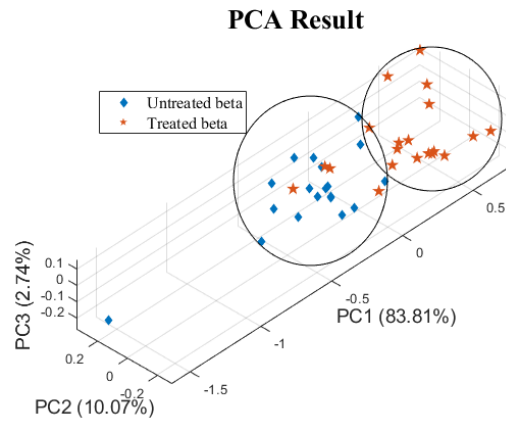 PCA Result
Untreated beta
Treated beta
0.1
0
-0.1
-0.2
PC3 (2.74%)
0.2
0
-0.2
PC2 (10.07%)
-1.5
-1
-0.5
0
0.5
PC1 (83.81%)